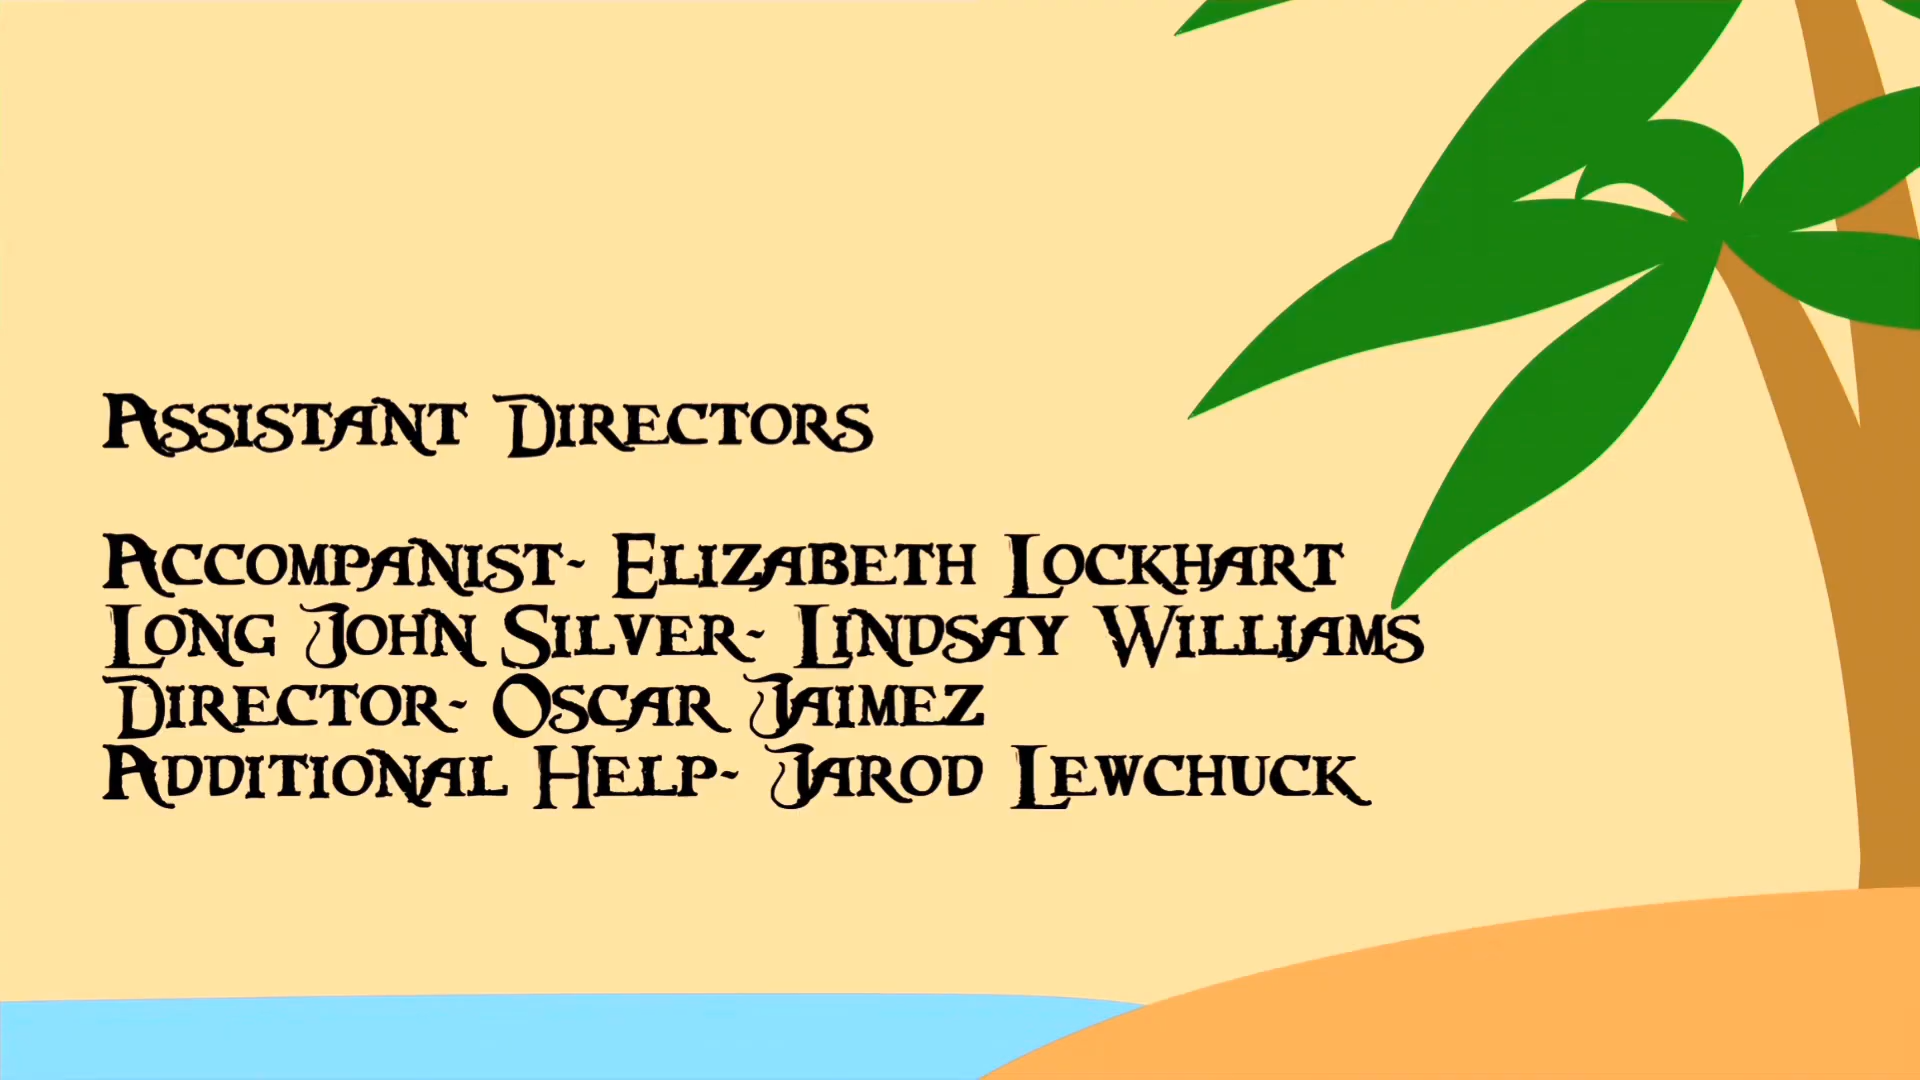 Assistant Directors
Accompanist- Elizabeth Lockhart
Long John Silver- Lindsay Williams
Director- Oscar Jaimez
Additional Help- Jarod Lewchuck